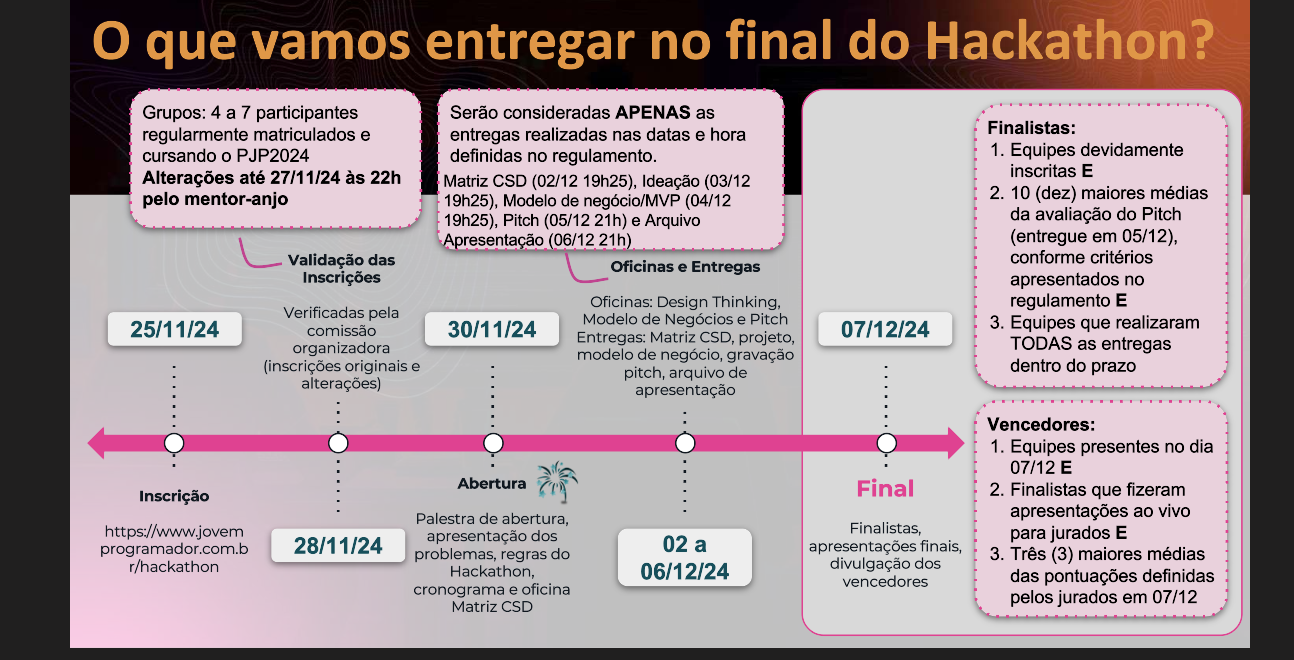 O que vamos entregar no final do Hackathon?
Grupos: 4 a 7 participantes
regularmente matriculados e
cursando o PJP2024
Alterações até 27/11/24 às 22h
pelo mentor-anjo
Serão consideradas APENAS as
entregas realizadas nas datas e hora
definidas no regulamento.
Matriz CSD (02/12 19h25), Ideação (03/12
19h25), Modelo de negócio/MVP (04/12
19h25), Pitch (05/12 21h) e Arquivo
Apresentação (06/12 21h)
25/11/24
Inscrição
https://www.jovem
programador.com.b
r/hackathon
Validação das
Inscrições
Verificadas pela
comissão
organizadora
(inscrições originais e
alterações)
28/11/24
30/11/24
Abertura
Palestra de abertura,
apresentação dos
problemas, regras do
Hackathon,
cronograma e oficina
Matriz CSD
Oficinas e Entregas
Oficinas: Design Thinking,
Modelo de Negócios e Pitch
Entregas: Matriz CSD, projeto,
modelo de negócio, gravação
pitch, arquivo de
apresentação
02 a
06/12/24
07/12/24
Final
Finalistas,
apresentações finais,
divulgação dos
vencedores
Finalistas:
1. Equipes devidamente
inscritas E
2. 10 (dez) maiores médias
da avaliação do Pitch
(entregue em 05/12),
conforme critérios
apresentados no
regulamento E
3. Equipes que realizaram
TODAS as entregas
dentro do prazo
Vencedores:
1. Equipes presentes no dia
07/12 E
2. Finalistas que fizeram
apresentações ao vivo
para jurados E
3. Três (3) maiores médias
das pontuações definidas
pelos jurados em 07/12